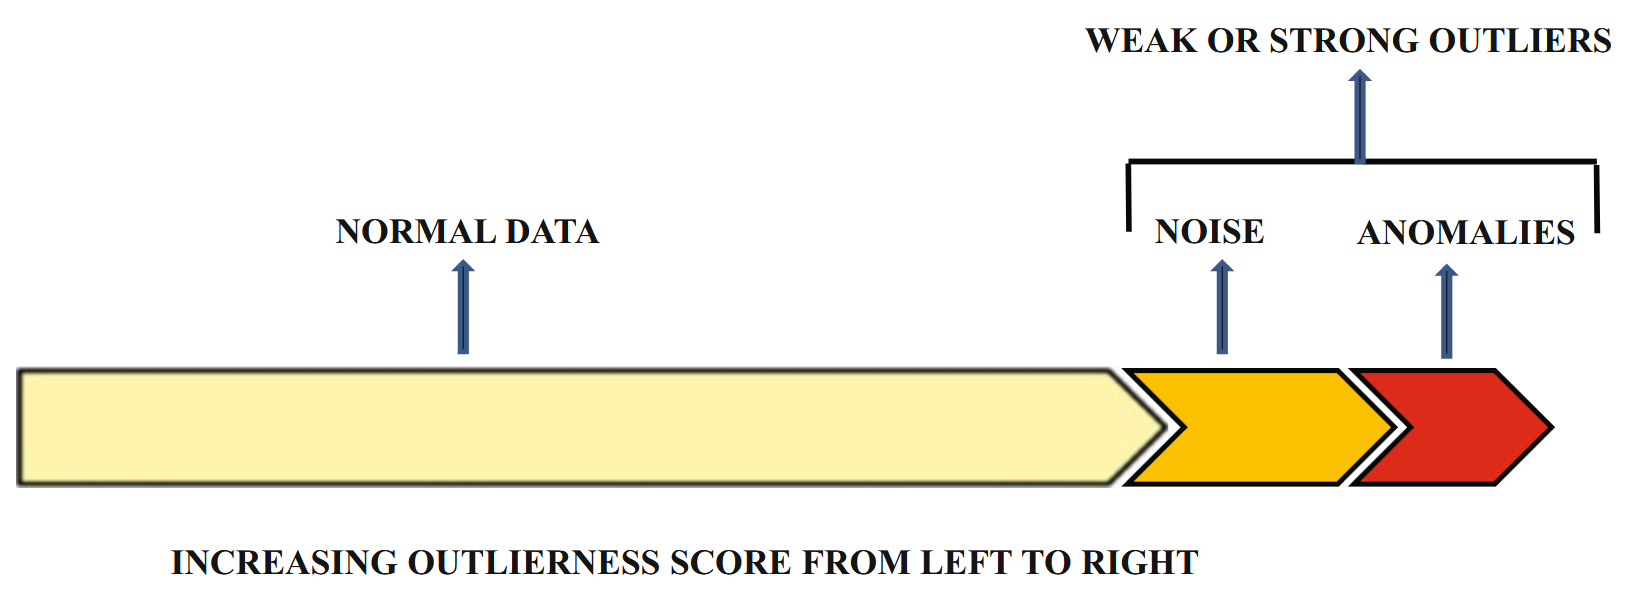 WEAK OR STRONG OUTLIERS
NORMAL DATA
NOISE
ANOMALIES
INCREASING OUTLIERNESS SCORE FROM LEFT TO RIGHT